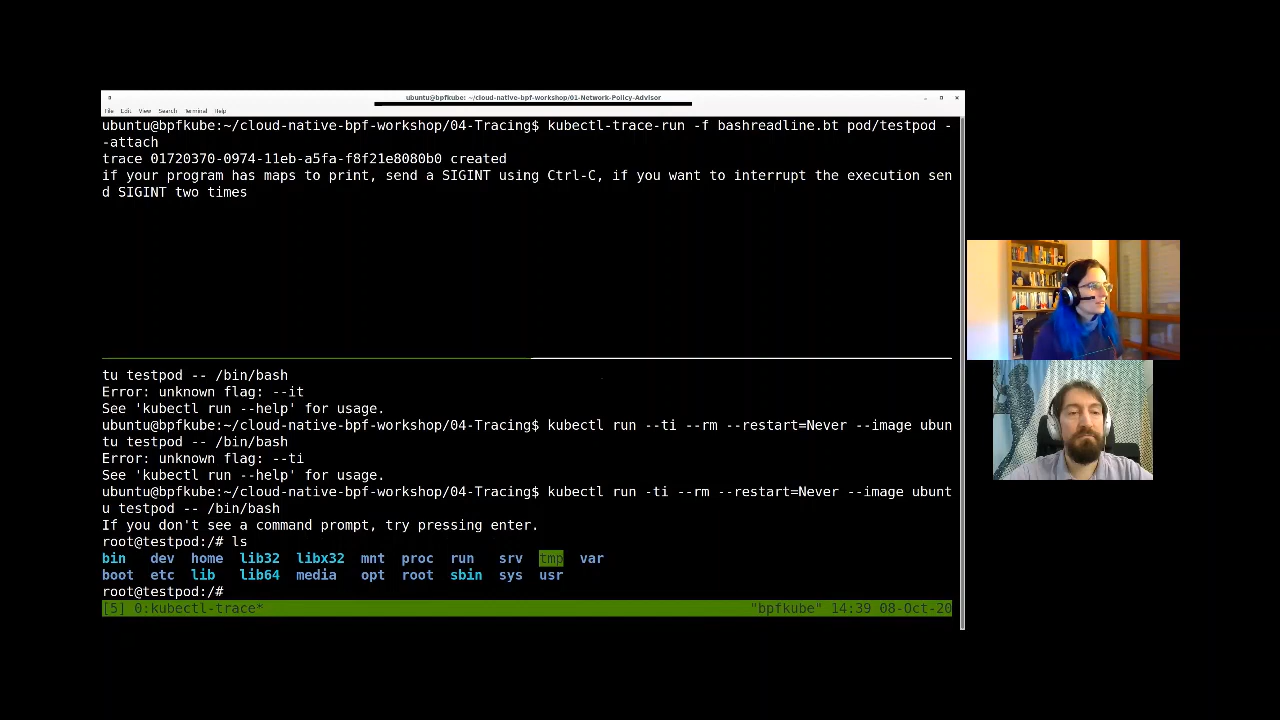 ubuntu@bpfkube: ~/cloud-native-bpf-workshop/01-Network-Policy-Advisor
File Edit View Search Terminal Help
ubuntu@bpfkube:~/cloud-native-bpf-workshop/04-Tracing$ kubectl-trace-run -f bashreadline.bt pod/testpod -
-attach
trace 01720370-0974-11eb-a5fa-f8f21e8080b0 created
if your program has maps to print, send a SIGINT using Ctrl-C, if you want to interrupt the execution sen
d SIGINT two times
tu testpod -- /bin/bash
Error: unknown flag: --it
See 'kubectl run --help' for usage.
ubuntu@bpfkube:~/cloud-native-bpf-workshop/04-Tracing$ kubectl run --ti --rm --restart=Never --image ubun
tu testpod -- /bin/bash
Error: unknown flag: --ti
See 'kubectl run --help' for usage.
ubuntu@bpfkube:~/cloud-native-bpf-workshop/04-Tracing$ kubectl run -ti --rm --restart=Never --image ubunt
u testpod -- /bin/bash
If you don't see a command prompt, try pressing enter.
root@testpod:/# ls
bin dev home lib32 libx32 mnt proc run srv tmp var
boot etc lib lib64 media opt root sbin sys usr
root@testpod:/#
[5] 0:kubectl-trace* "bpfkube" 14:39 08-Oct-20